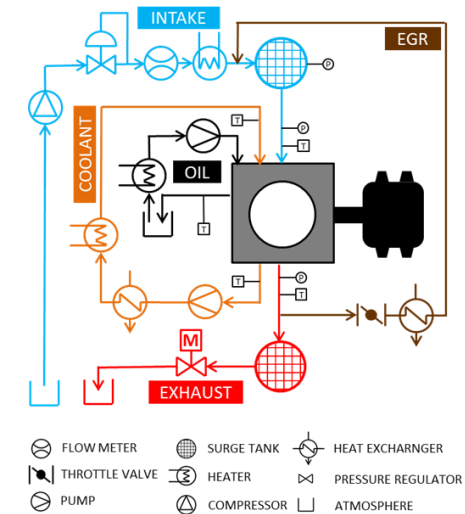 INTAKE
EGR
P
COOLANT
T
P
T
OIL
T
T
P
T
M
EXHAUST
FLOW METER
SURGE TANK
HEAT EXCHARNGER
THROTTLE VALVE
HEATER
PRESSURE REGULATOR
PUMP
COMPRESSOR
ATMOSPHERE